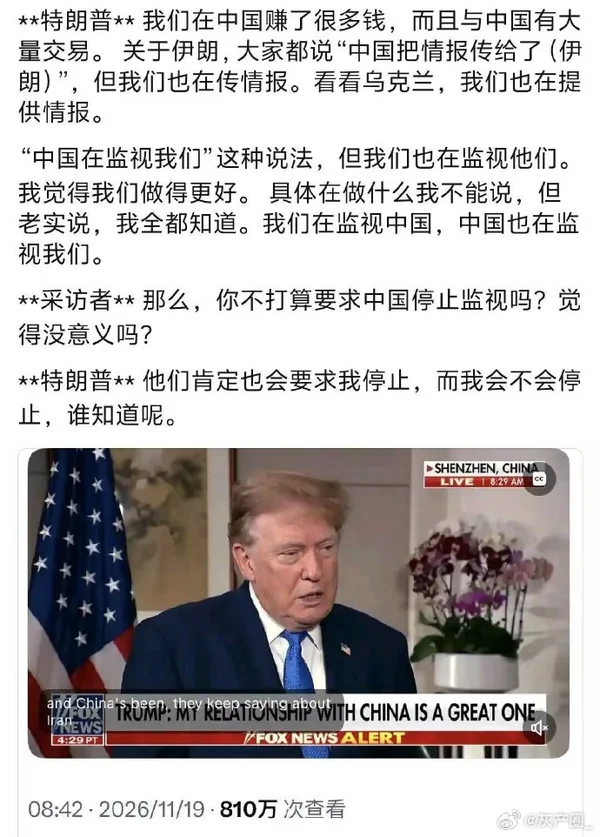 **特朗普** 我们在中国赚了很多钱，而且与中国有大
量交易。 关于伊朗，大家都说“中国把情报传给了（伊
朗）”，但我们也在传情报。看看乌克兰，我们也在提
供情报。
“中国在监视我们”这种说法，但我们也在监视他们。
我觉得我们做得更好。 具体在做什么我不能说，但
老实说，我全都知道。我们在监视中国，中国也在监
视我们。
**采访者** 那么，你不打算要求中国停止监视吗？觉
得没意义吗？
**特朗普** 他们肯定也会要求我停止，而我会不会停
止，谁知道呢。
SHENZHEN, CHINA
LIVE 8:29 AM
CC
and China's been, they keep saying about
Iran
FOX
NEWS
4:29 PT
TRUMP: MY RELATIONSHIP WITH CHINA IS A GREAT ONE
FOX NEWS ALERT
08:42 · 2026/11/19 · 810万 次查看
@灰产圈